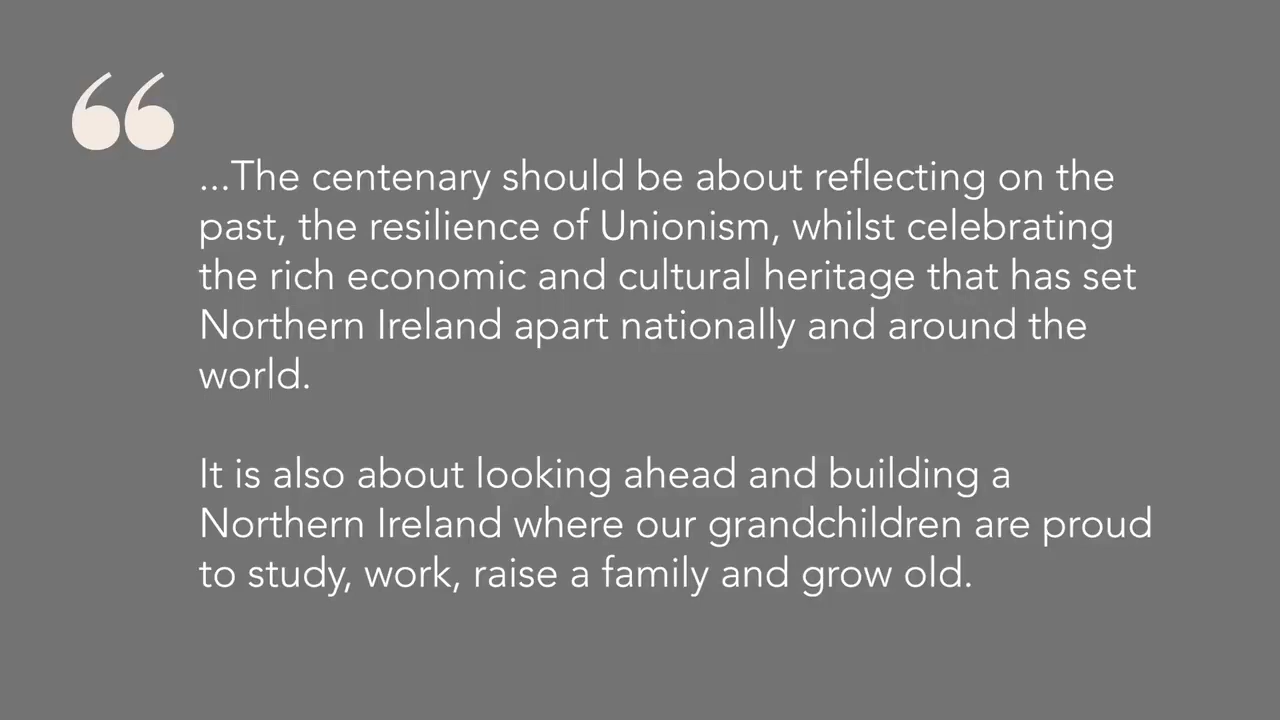 “
...The centenary should be about reflecting on the
past, the resilience of Unionism, whilst celebrating
the rich economic and cultural heritage that has set
Northern Ireland apart nationally and around the
world.
It is also about looking ahead and building a
Northern Ireland where our grandchildren are proud
to study, work, raise a family and grow old.